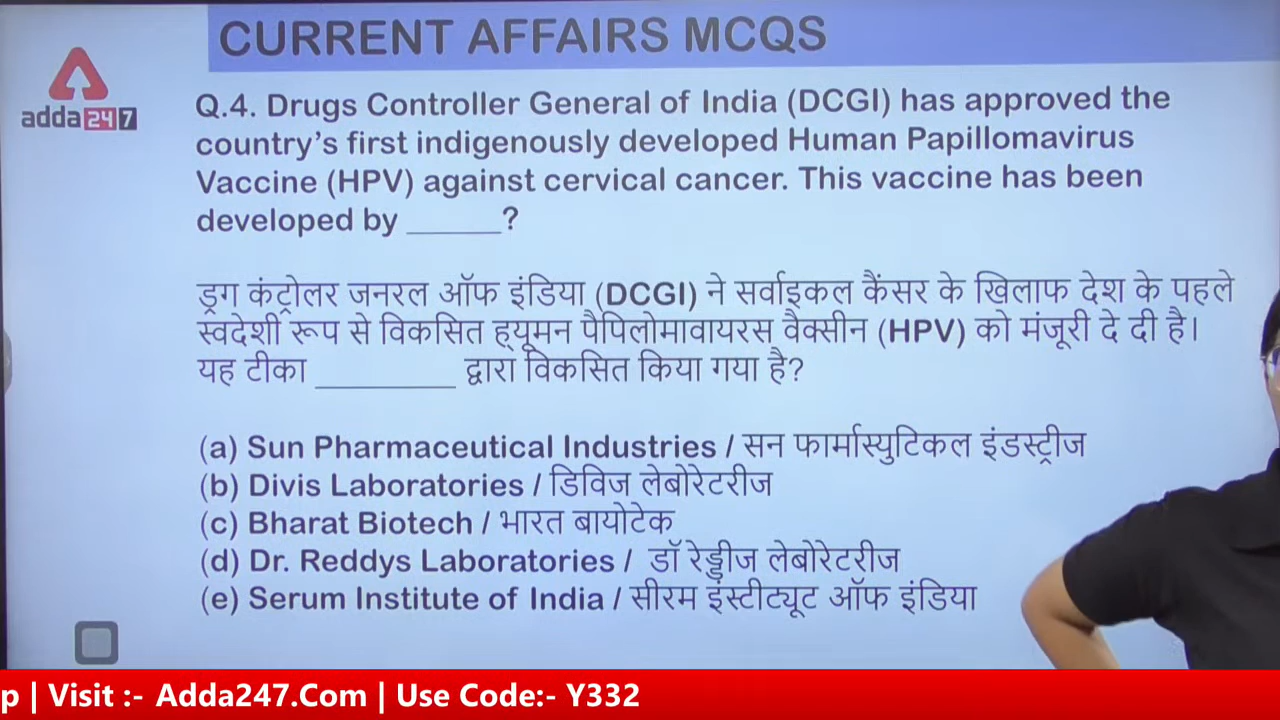 CURRENT AFFAIRS MCQS
adda247
Q.4. Drugs Controller General of India (DCGI) has approved the
country's first indigenously developed Human Papillomavirus
Vaccine (HPV) against cervical cancer. This vaccine has been
developed by ______?
ड्रग कंट्रोलर जनरल ऑफ इंडिया (DCGI) ने सर्वाइकल कैंसर के खिलाफ देश के पहले
स्वदेशी रूप से विकसित ह्यूमन पैपिलोमावायरस वैक्सीन (HPV) को मंजूरी दे दी है।
यह टीका _________ द्वारा विकसित किया गया है?
(a) Sun Pharmaceutical Industries / सन फार्मास्युटिकल इंडस्ट्रीज
(b) Divis Laboratories / डिविज लेबोरेटरीज
(c) Bharat Biotech / भारत बायोटेक
(d) Dr. Reddys Laboratories / डॉ रेड्डीज लेबोरेटरीज
(e) Serum Institute of India / सीरम इंस्टीट्यूट ऑफ इंडिया
p | Visit :- Adda247.Com | Use Code:- Y332